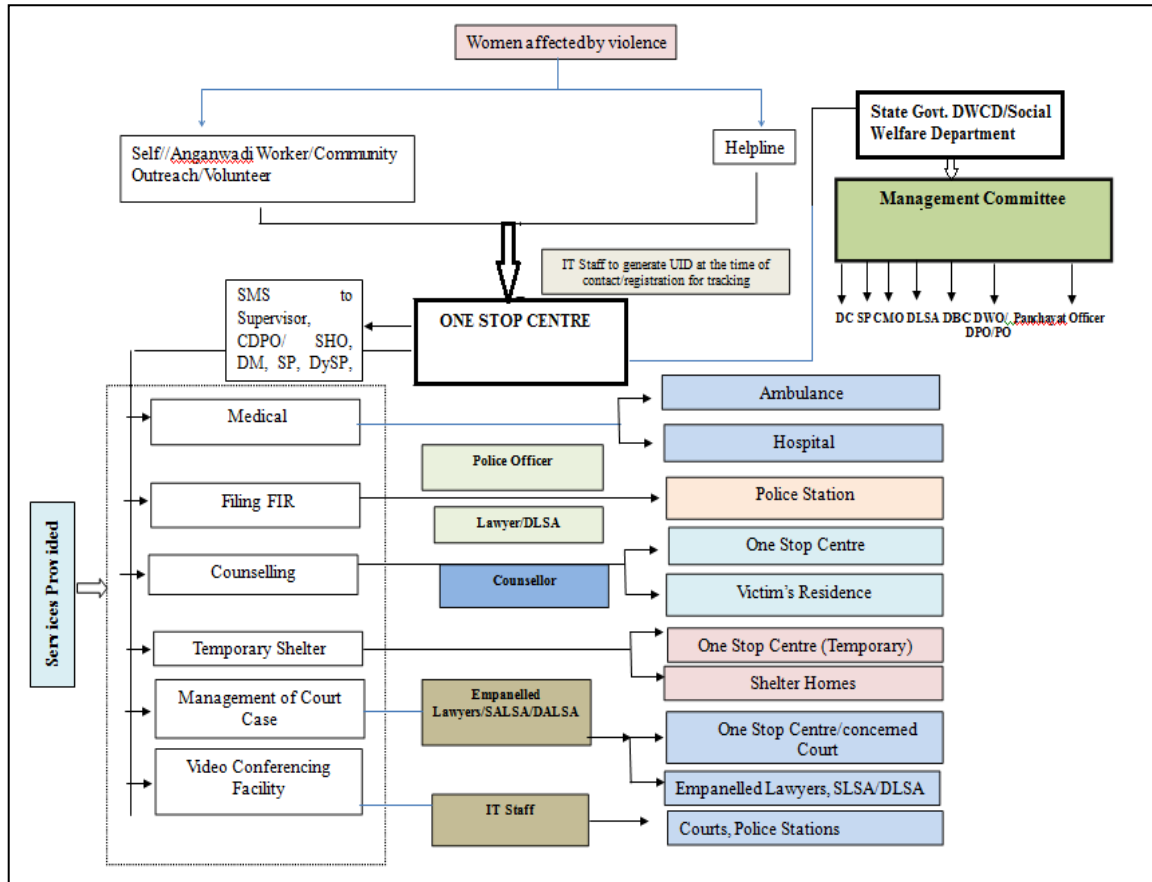 Women affected by violence
State Govt. DWCD/Social
Welfare Department
Self//Anganwadi Worker/Community
Outreach/Volunteer
Helpline
Management Committee
IT Staff to generate UID at the time of
contact/registration for tracking
DC SP CMO DLSA DBC DWO/ Panchayat Officer
DPO/PO
SMS to
Supervisor,
CDPO/ SHO,
DM, SP, DySP,
ONE STOP CENTRE
Services Provided
Medical
Ambulance
Hospital
Police Officer
Filing FIR
Police Station
Lawyer/DLSA
Counselling
Counsellor
One Stop Centre
Victim's Residence
Temporary Shelter
One Stop Centre (Temporary)
Shelter Homes
Management of Court
Case
Empanelled
Lawyers/SALSA/DALSA
One Stop Centre/concerned
Court
Empanelled Lawyers, SLSA/DLSA
Video Conferencing
Facility
IT Staff
Courts, Police Stations